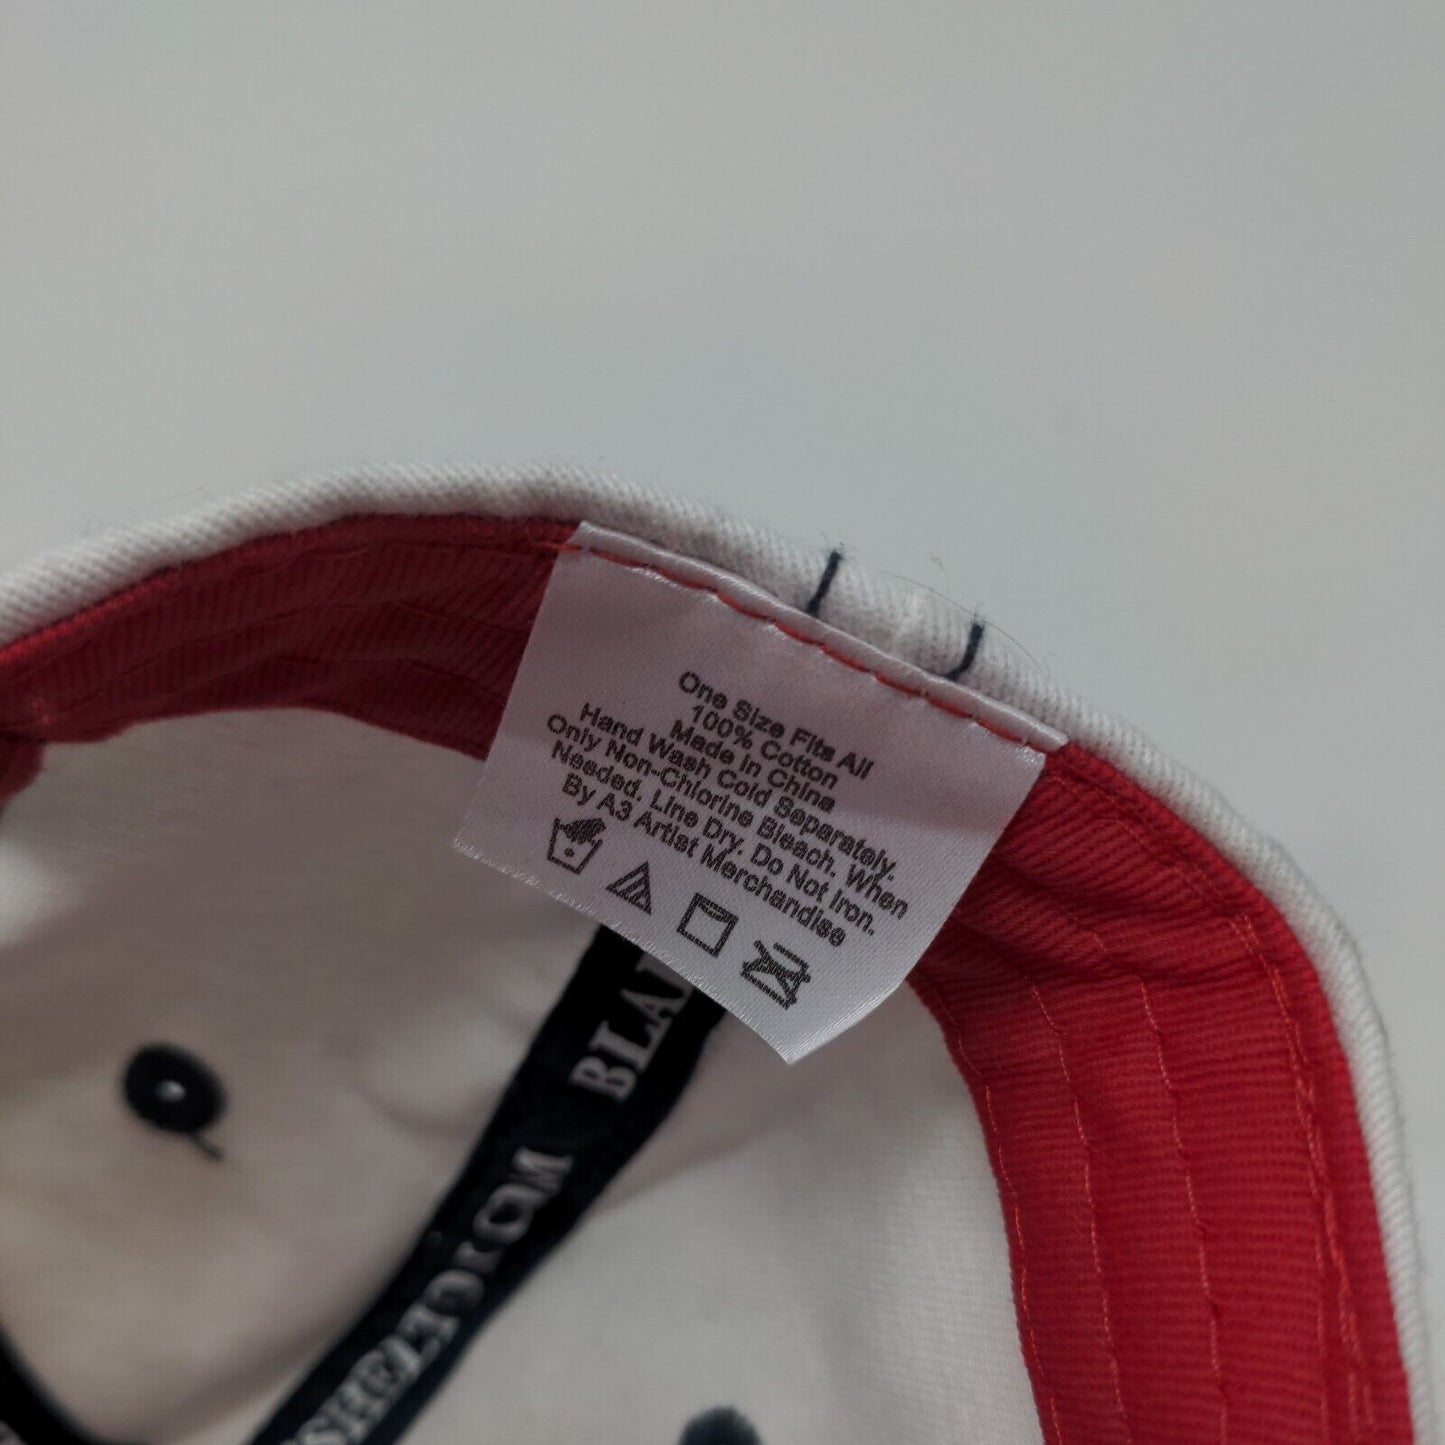 One Size Fits All
100% Cotton
Made in China
Hand Wash Cold Separately.
Only Non-Chlorine Bleach. When
Needed. Line Dry. Do Not Iron.
By A3 Artist Merchandise